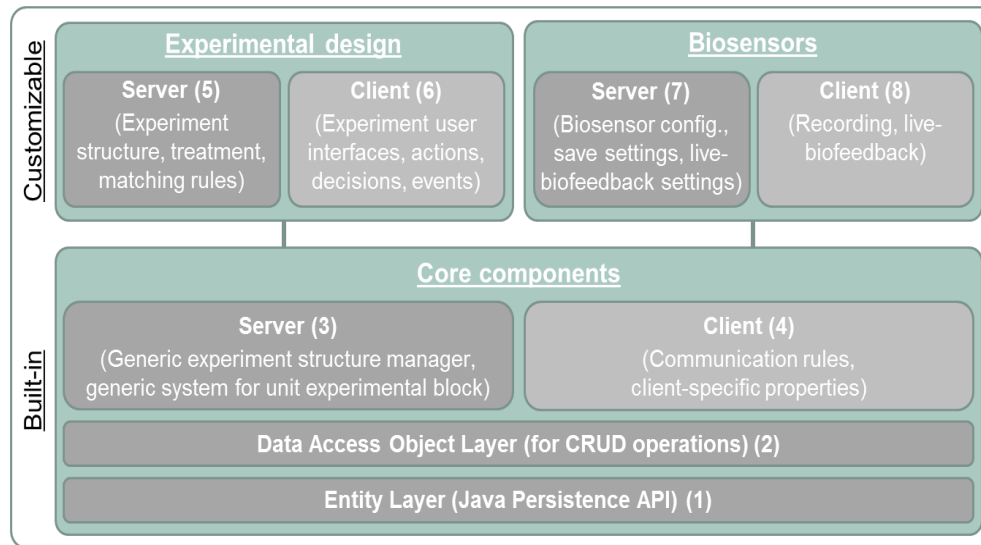 Customizable
Experimental design
Server (5)
(Experiment
structure, treatment,
matching rules)
Client (6)
(Experiment user
interfaces, actions,
decisions, events)
Biosensors
Server (7)
(Biosensor config.,
save settings, live-
biofeedback settings)
Client (8)
(Recording, live-
biofeedback)
Built-in
Core components
Server (3)
(Generic experiment structure manager,
generic system for unit experimental block)
Client (4)
(Communication rules,
client-specific properties)
Data Access Object Layer (for CRUD operations) (2)
Entity Layer (Java Persistence API) (1)